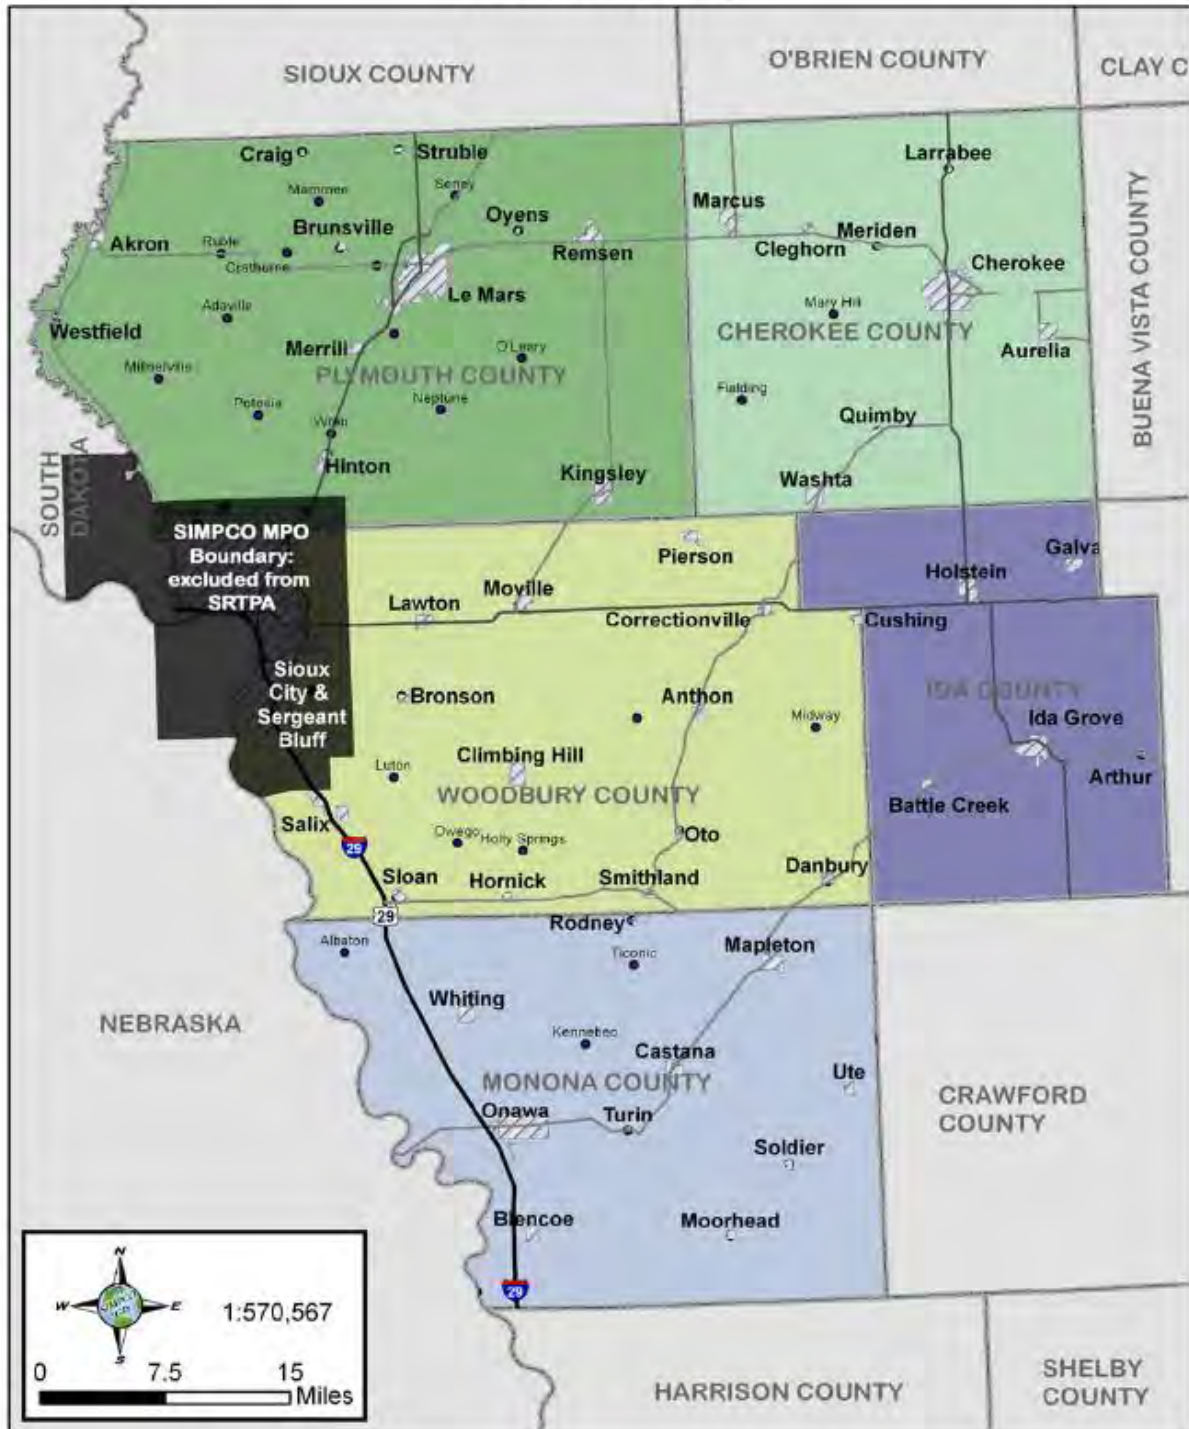 SIOUX COUNTY
O'BRIEN COUNTY
CLAY C
Craig
Struble
Larrabee
Mammen
Seney
Marcus
Oyens
Brunsville
Akron
Ruble
Remsen
Cleghorn
Meriden
Cherokee
BUENA VISTA COUNTY
Le Mars
Adaville
Mary Hill
Westfield
CHEROKEE COUNTY
Merrill
O'Leary
Aurelia
PLYMOUTH COUNTY
Millnerville
Neptune
Fielding
Potosia
Quimby
Wren
Hinton
Kingsley
Washta
SOUTH
DAKOTA
SIMPCO MPO
Boundary:
excluded from
SRTPA
Pierson
Galva
Holstein
Moville
Lawton
Correctionville
Cushing
Sioux
City &
Sergeant
Bluff
Bronson
Anthon
Midway
IDA COUNTY
Ida Grove
Climbing Hill
Luton
Arthur
WOODBURY COUNTY
Battle Creek
Salix
Owego
Holly Springs
Oto
29
Danbury
Sloan
Hornick
Smithland
29
Rodney
Albaton
Ticonic
Mapleton
Whiting
NEBRASKA
Kennebec
Castana
Ute
MONONA COUNTY
CRAWFORD
COUNTY
Onawa
Turin
Soldier
Blencoe
Moorhead
29
N
W
E
S
1:570,567
0 7.5 15
Miles
HARRISON COUNTY
SHELBY
COUNTY